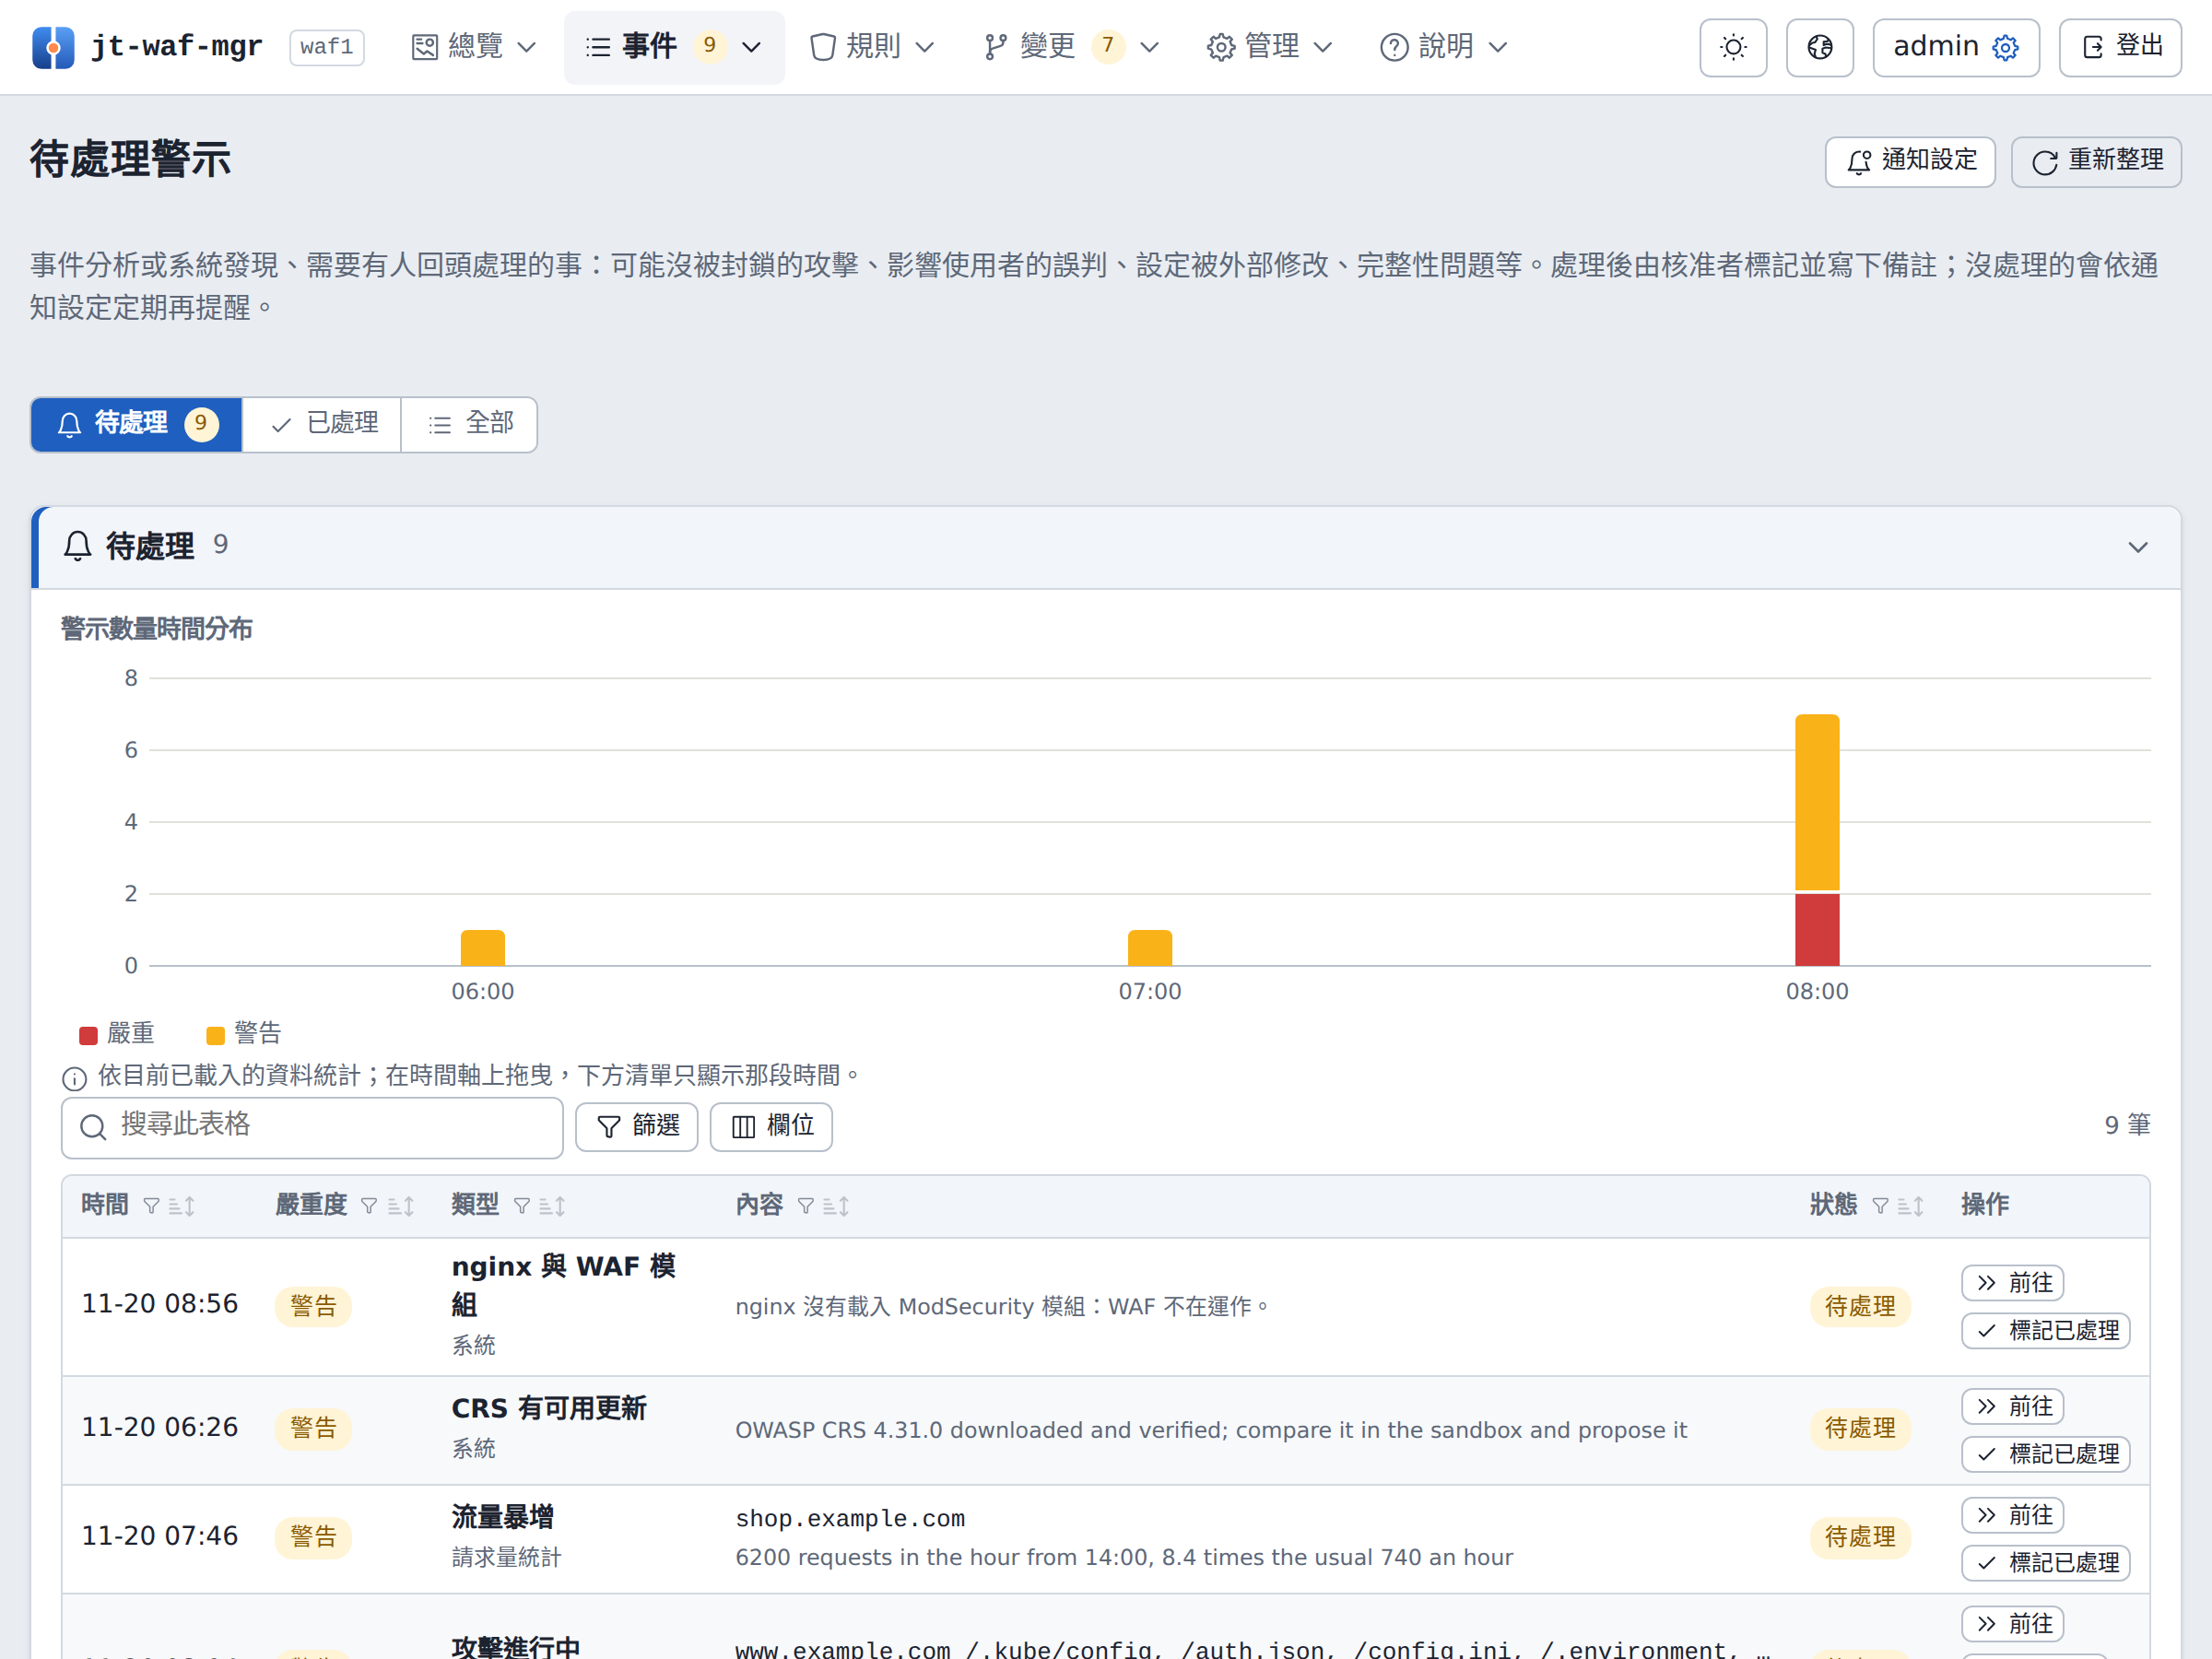 jt-waf-mgr waf1 總覽 事件 9 規則 變更 7 管理 說明 admin 登出
待處理警示 通知設定 重新整理
事件分析或系統發現、需要有人回頭處理的事：可能沒被封鎖的攻擊、影響使用者的誤判、設定被外部修改、完整性問題等。處理後由核准者標記並寫下備註；沒處理的會依通
知設定定期再提醒。
待處理 9 已處理 全部
待處理 9
警示數量時間分布
8
6
4
2
0
06:00 07:00 08:00
嚴重 警告
依目前已載入的資料統計；在時間軸上拖曳，下方清單只顯示那段時間。
搜尋此表格 篩選 欄位 9 筆
時間 嚴重度 類型 內容 狀態 操作
11-20 08:56 警告 nginx 與 WAF 模組 系統 nginx 沒有載入 ModSecurity 模組：WAF 不在運作。 待處理 前往 標記已處理
11-20 06:26 警告 CRS 有可用更新 系統 OWASP CRS 4.31.0 downloaded and verified; compare it in the sandbox and propose it 待處理 前往 標記已處理
11-20 07:46 警告 流量暴增 請求量統計 shop.example.com 6200 requests in the hour from 14:00, 8.4 times the usual 740 an hour 待處理 前往 標記已處理
攻擊進行中 www.example.com /.kube/config, /auth.json, /config.ini, /.environment, … 前往